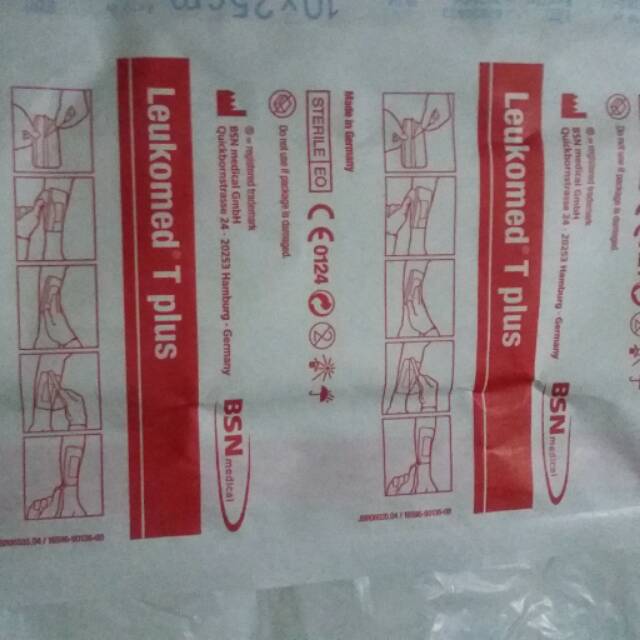 10x25cm
Leukomed® T plus
® = registered trademark
BSN medical GmbH
Quickbornstrasse 24 · 20253 Hamburg · Germany
BSN medical
Do not use if package is damaged.
STERILE EO
CE 0124
Made in Germany
Leukomed® T plus
® = registered trademark
BSN medical GmbH
Quickbornstrasse 24 · 20253 Hamburg · Germany
BSN medical
Do not use if package is damaged.